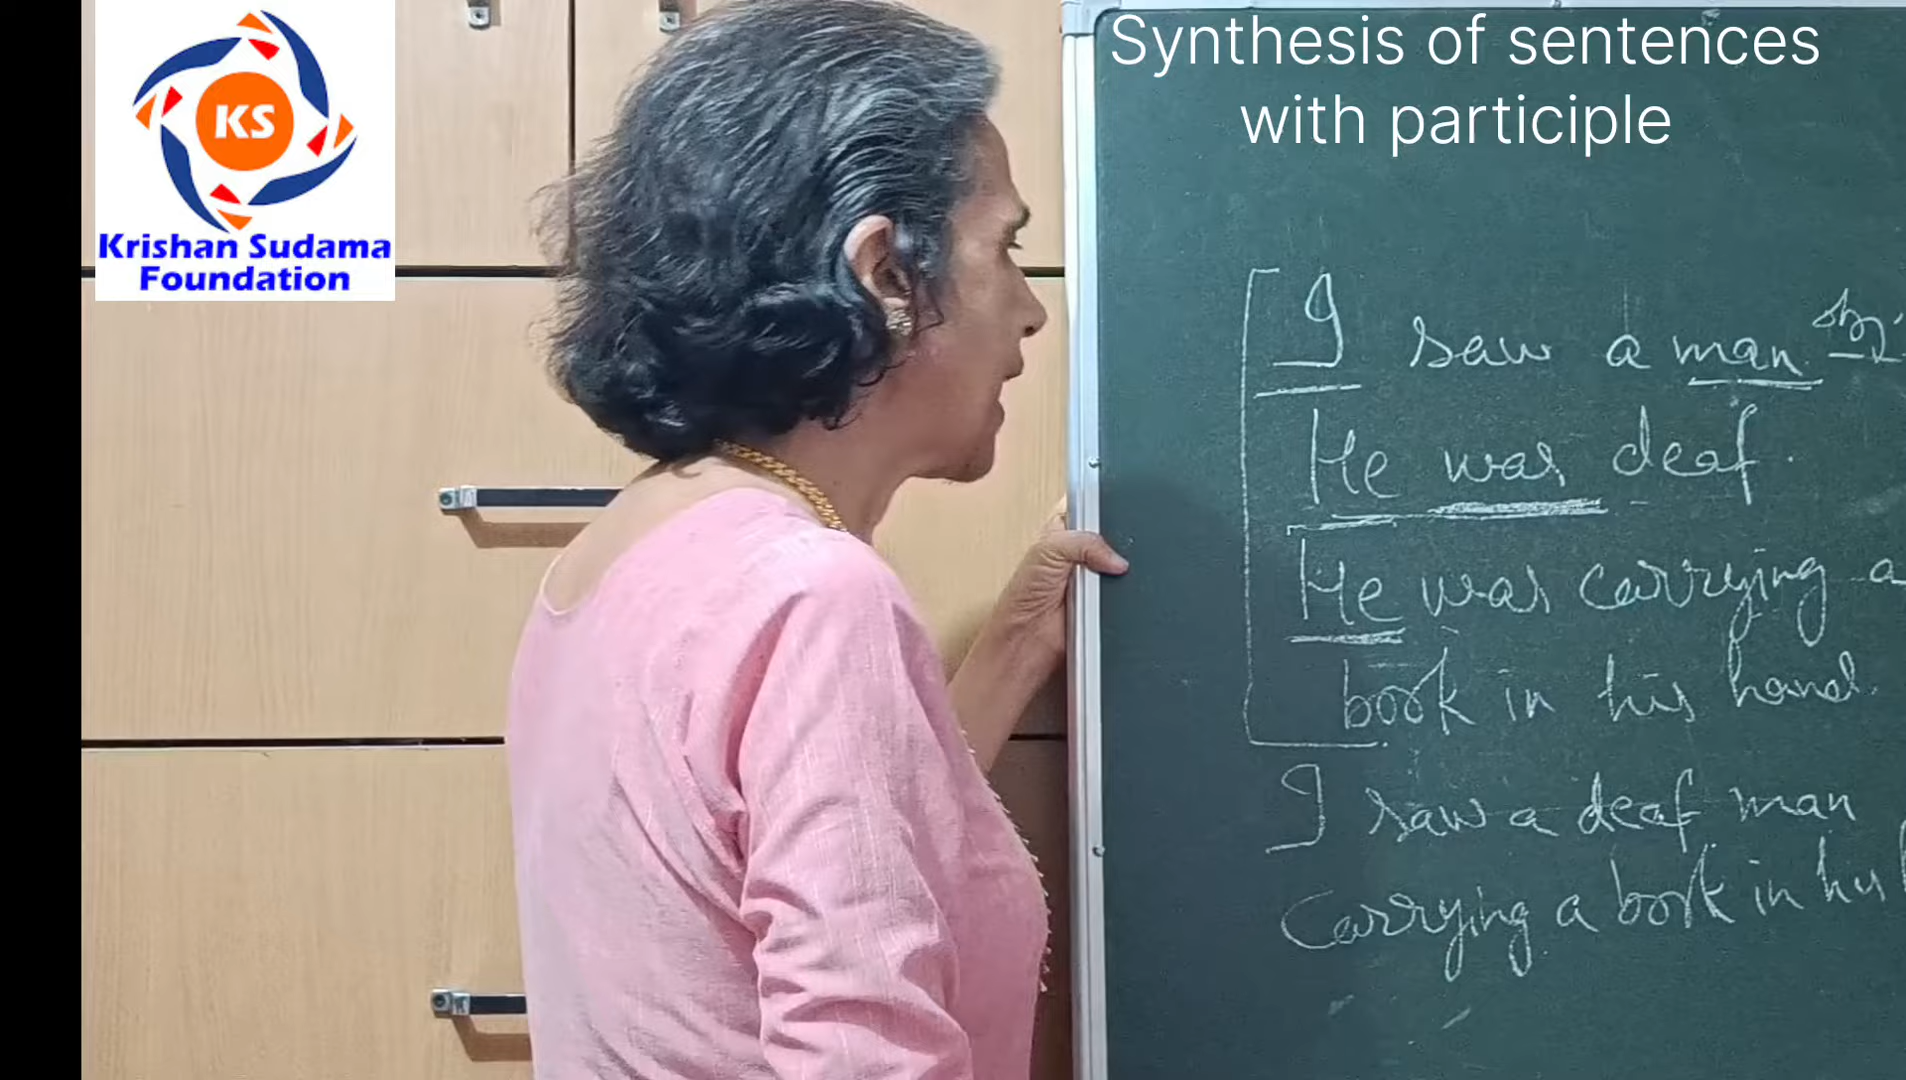 KS
Krishan Sudama
Foundation
Synthesis of sentences
with participle
I saw a man.
He was deaf.
He was carrying a
book in his hand.
I saw a deaf man
carrying a book in his